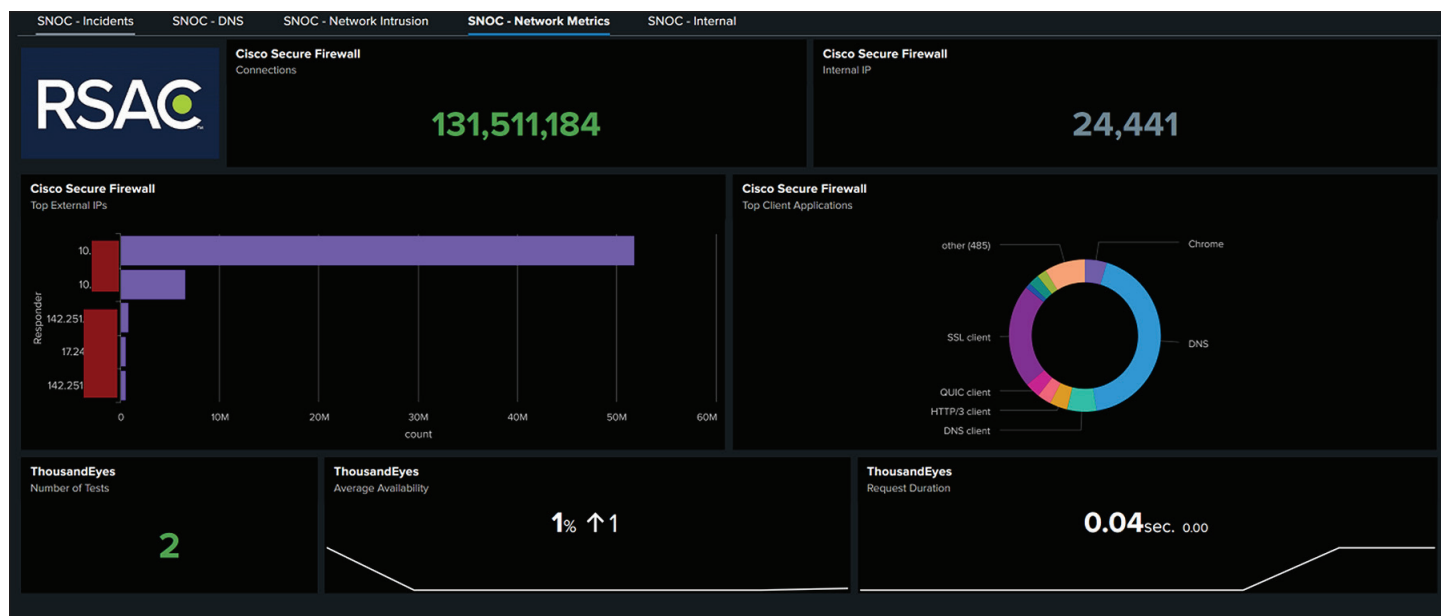 SNOC - Incidents SNOC - DNS SNOC - Network Intrusion SNOC - Network Metrics SNOC - Internal
RSAC
Cisco Secure Firewall
Connections
131,511,184
Cisco Secure Firewall
Internal IP
24,441
Cisco Secure Firewall
Top External IPs
Responder
10.
10.
142.251.
17.24
142.251
0 10M 20M 30M 40M 50M 60M
count
Cisco Secure Firewall
Top Client Applications
other (485)
Chrome
SSL client
DNS
QUIC client
HTTP/3 client
DNS client
ThousandEyes
Number of Tests
2
ThousandEyes
Average Availability
1% ↑1
ThousandEyes
Request Duration
0.04sec. 0.00